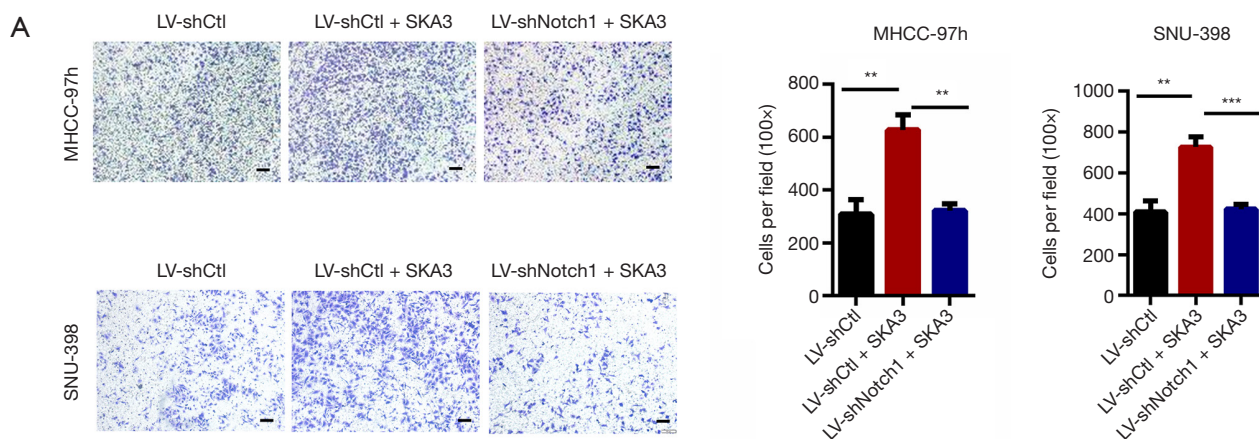 A
LV-shCtl
LV-shCtl + SKA3
LV-shNotch1 + SKA3
MHCC-97h
LV-shCtl
LV-shCtl + SKA3
LV-shNotch1 + SKA3
SNU-398
MHCC-97h
Cells per field (100×)
800
600
400
200
0
**
**
LV-shCtl
LV-shCtl + SKA3
LV-shNotch1 + SKA3
SNU-398
Cells per field (100×)
1000
800
600
400
200
0
**
***
LV-shCtl
LV-shCtl + SKA3
LV-shNotch1 + SKA3